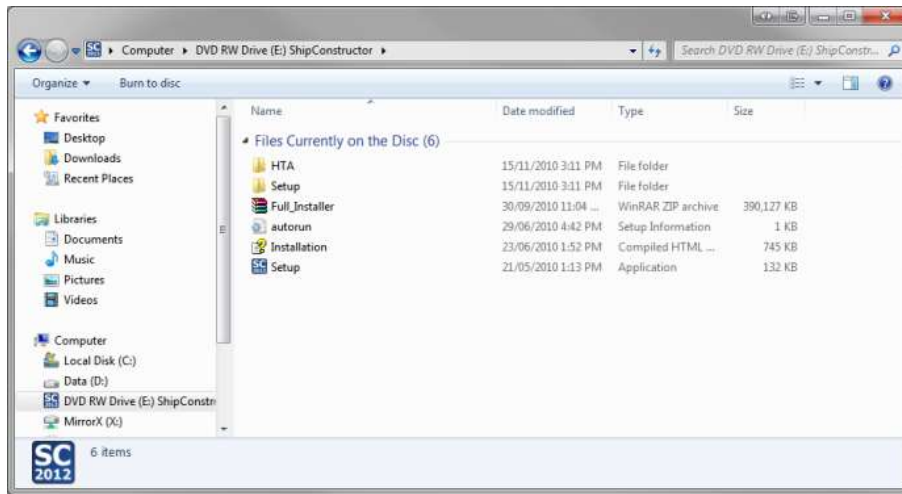 SC Computer DVD RW Drive (E:) ShipConstructor Search DVD RW Drive (E:) ShipConstr...
Organize Burn to disc
Favorites
Desktop
Downloads
Recent Places
Libraries
Documents
Music
Pictures
Videos
Computer
Local Disk (C:)
Data (D:)
DVD RW Drive (E:) ShipConstr
MirrorX (X:)
Name Date modified Type Size
Files Currently on the Disc (6)
HTA 15/11/2010 3:11 PM File folder
Setup 15/11/2010 3:11 PM File folder
Full_Installer 30/09/2010 11:04 ... WinRAR ZIP archive 390,127 KB
autorun 29/06/2010 4:42 PM Setup Information 1 KB
Installation 23/06/2010 1:52 PM Compiled HTML ... 745 KB
Setup 21/05/2010 1:13 PM Application 132 KB
SC
2012
6 items